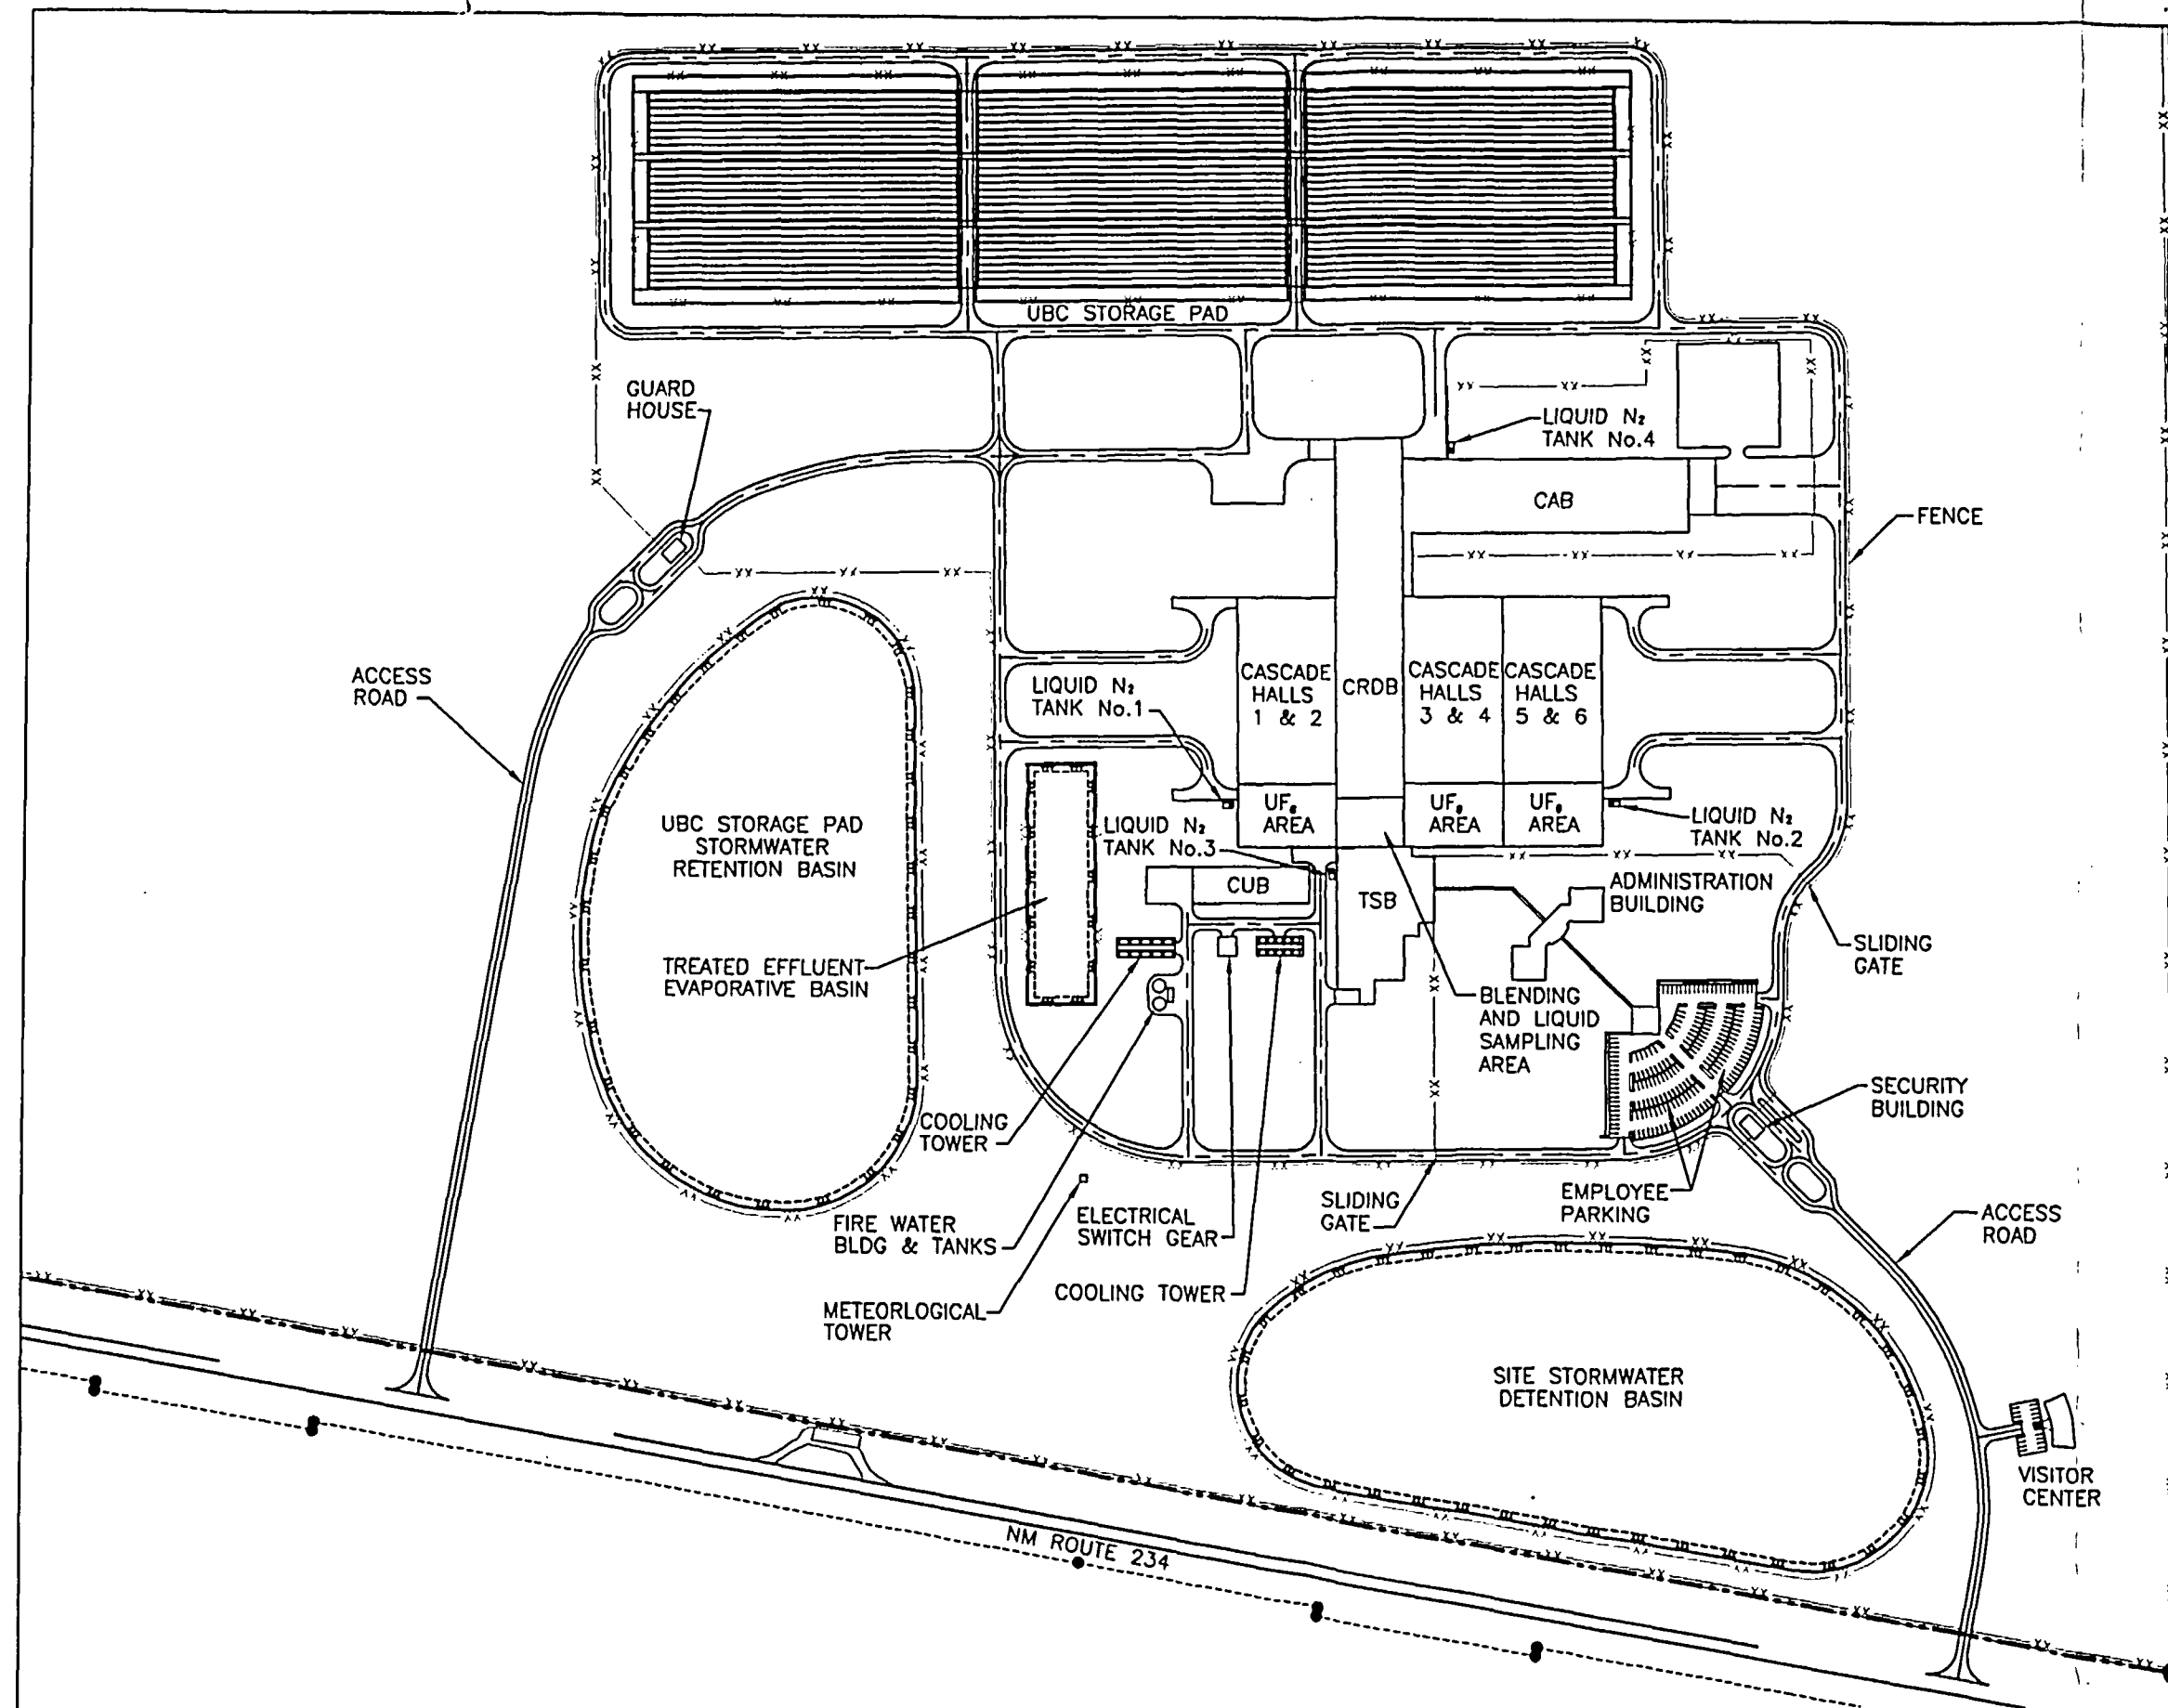 UBC STORAGE PAD
GUARD
HOUSE
LIQUID N₂
TANK No.4
CAB
FENCE
ACCESS
ROAD
LIQUID N₂
TANK No.1
CASCADE
HALLS
1 & 2
CRDB
CASCADE
HALLS
3 & 4
CASCADE
HALLS
5 & 6
UF₆
AREA
UF₆
AREA
UF₆
AREA
LIQUID N₂
TANK No.2
UBC STORAGE PAD
STORMWATER
RETENTION BASIN
LIQUID N₂
TANK No.3
CUB
TSB
ADMINISTRATION
BUILDING
SLIDING
GATE
TREATED EFFLUENT
EVAPORATIVE BASIN
BLENDING
AND LIQUID
SAMPLING
AREA
SECURITY
BUILDING
COOLING
TOWER
FIRE WATER
BLDG & TANKS
ELECTRICAL
SWITCH GEAR
SLIDING
GATE
EMPLOYEE
PARKING
ACCESS
ROAD
METEORLOGICAL
TOWER
COOLING TOWER
SITE STORMWATER
DETENTION BASIN
VISITOR
CENTER
NM ROUTE 234